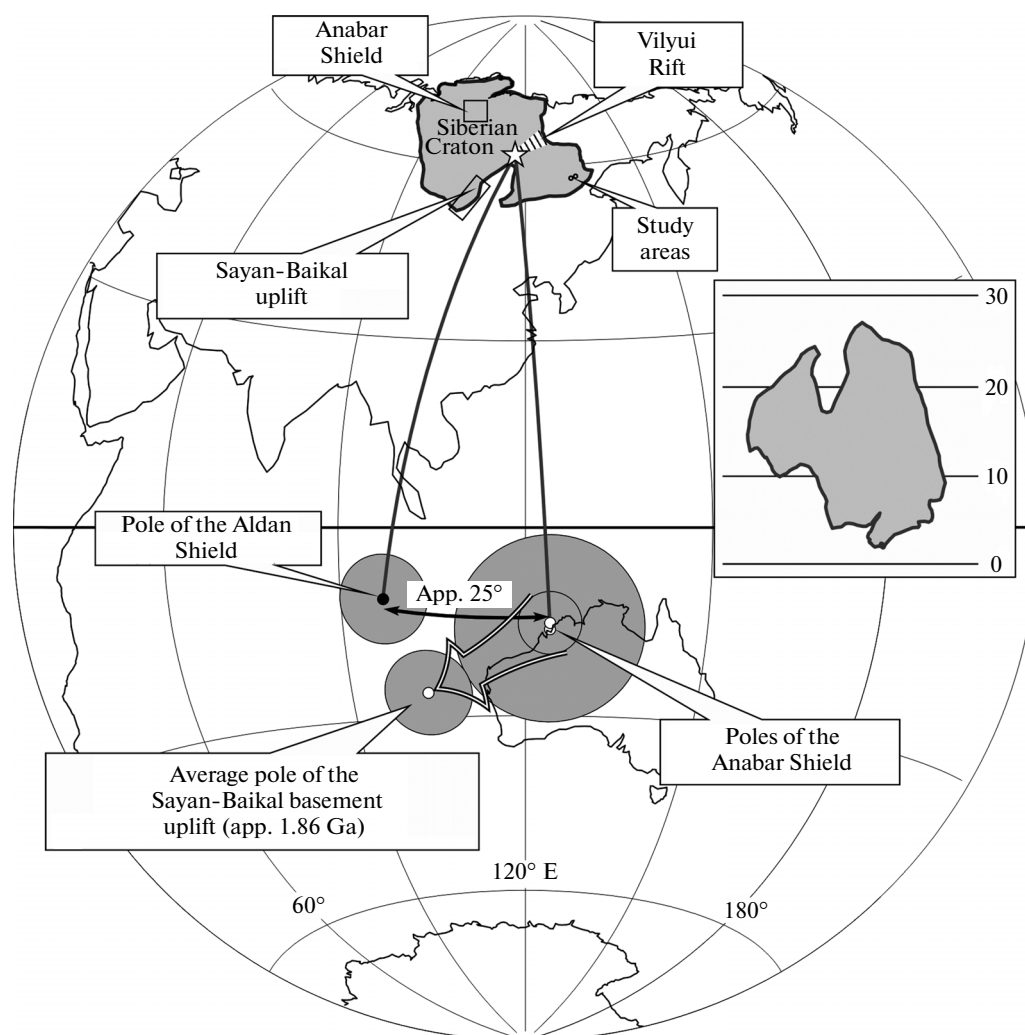 Anabar
Shield
Vilyui
Rift
Siberian
Craton
Study
areas
Sayan-Baikal
uplift
30
20
10
0
Pole of the Aldan
Shield
App. 25°
Poles of the
Anabar Shield
Average pole of the
Sayan-Baikal basement
uplift (app. 1.86 Ga)
120° E
60°
180°